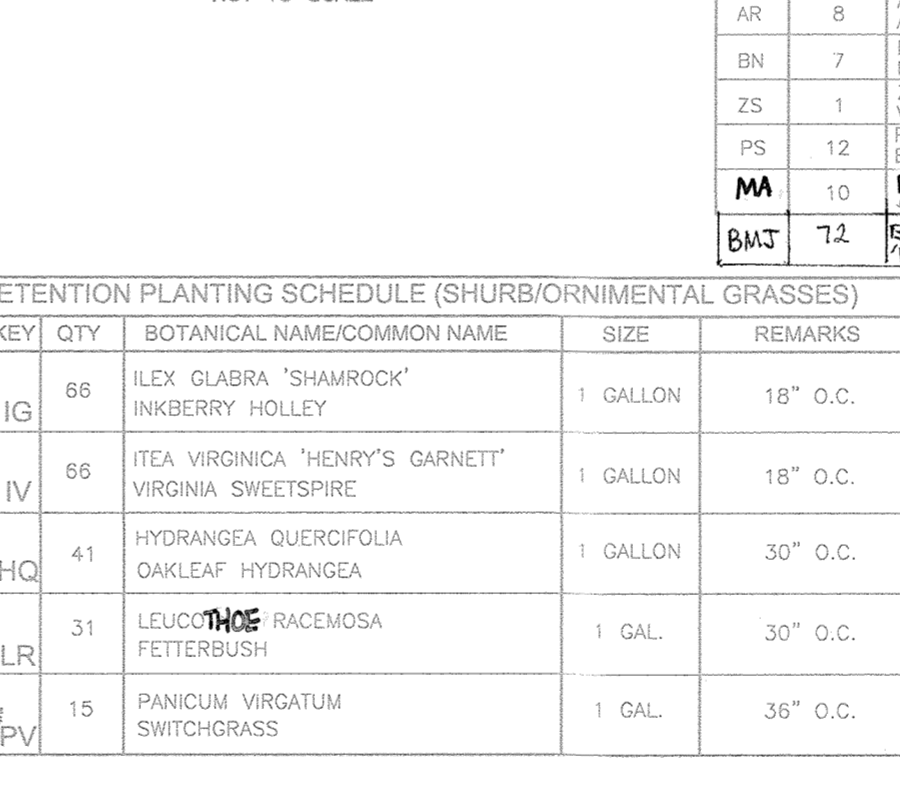 NOT TO SCALE
AR 8
BN 7
ZS 1
PS 12
MA 10
BMJ 72
ETENTION PLANTING SCHEDULE (SHURB/ORNIMENTAL GRASSES)
KEY QTY BOTANICAL NAME/COMMON NAME SIZE REMARKS
IG 66 ILEX GLABRA 'SHAMROCK' 1 GALLON 18" O.C.
INKBERRY HOLLEY
IV 66 ITEA VIRGINICA 'HENRY'S GARNETT' 1 GALLON 18" O.C.
VIRGINIA SWEETSPIRE
HQ 41 HYDRANGEA QUERCIFOLIA 1 GALLON 30" O.C.
OAKLEAF HYDRANGEA
LR 31 LEUCOTHOE RACEMOSA 1 GAL. 30" O.C.
FETTERBUSH
PV 15 PANICUM VIRGATUM 1 GAL. 36" O.C.
SWITCHGRASS